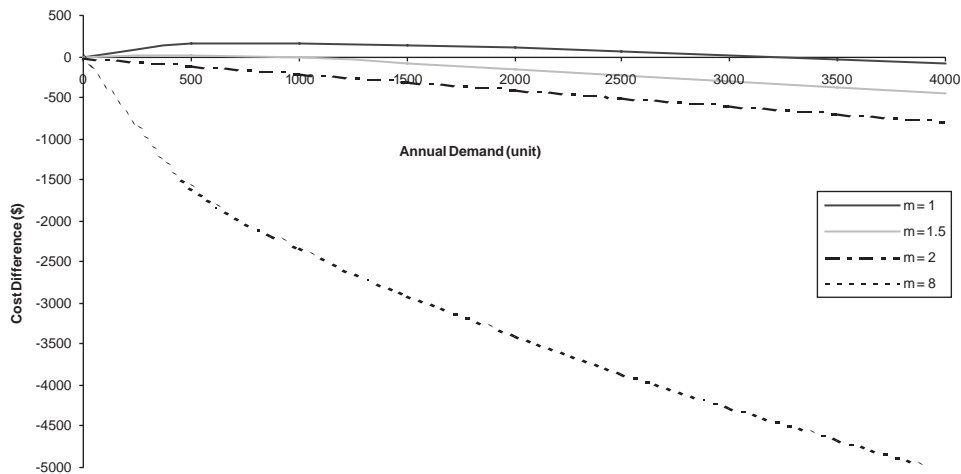 500
0
0 500 1000 1500 2000 2500 3000 3500 4000
-500
-1000
Annual Demand (unit)
-1500
-2000
-2500
-3000
-3500
-4000
-4500
-5000
Cost Difference ($)
m = 1
m = 1.5
m = 2
m = 8